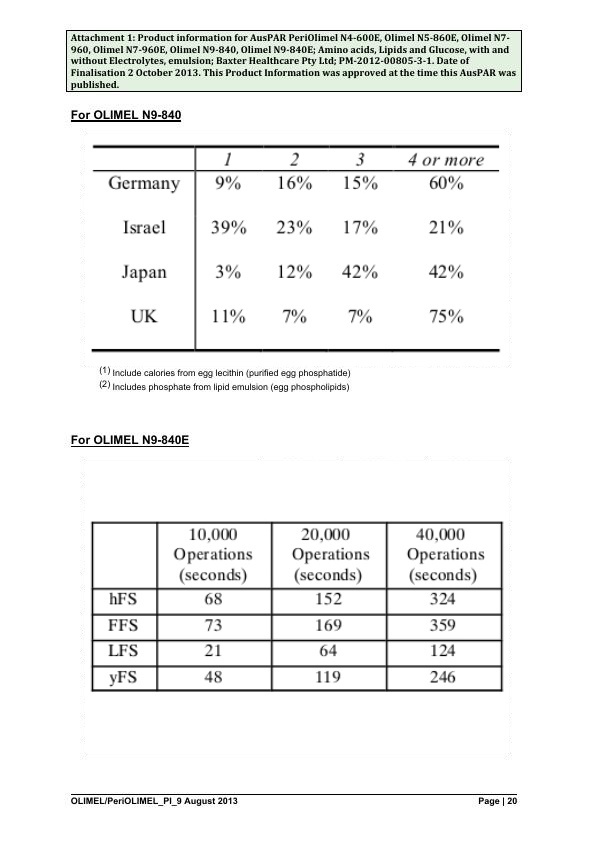 Attachment 1: Product information for AusPAR PeriOlimel N4-600E, Olimel N5-860E, Olimel N7-
960, Olimel N7-960E, Olimel N9-840, Olimel N9-840E; Amino acids, Lipids and Glucose, with and
without Electrolytes, emulsion; Baxter Healthcare Pty Ltd; PM-2012-00805-3-1. Date of
Finalisation 2 October 2013. This Product Information was approved at the time this AusPAR was
published.
For OLIMEL N9-840
1 2 3 4 or more
Germany 9% 16% 15% 60%
Israel 39% 23% 17% 21%
Japan 3% 12% 42% 42%
UK 11% 7% 7% 75%
(1) Include calories from egg lecithin (purified egg phosphatide)
(2) Includes phosphate from lipid emulsion (egg phospholipids)
For OLIMEL N9-840E
10,000 20,000 40,000
Operations Operations Operations
(seconds) (seconds) (seconds)
hFS 68 152 324
FFS 73 169 359
LFS 21 64 124
yFS 48 119 246
OLIMEL/PeriOLIMEL_PI_9 August 2013 Page | 20